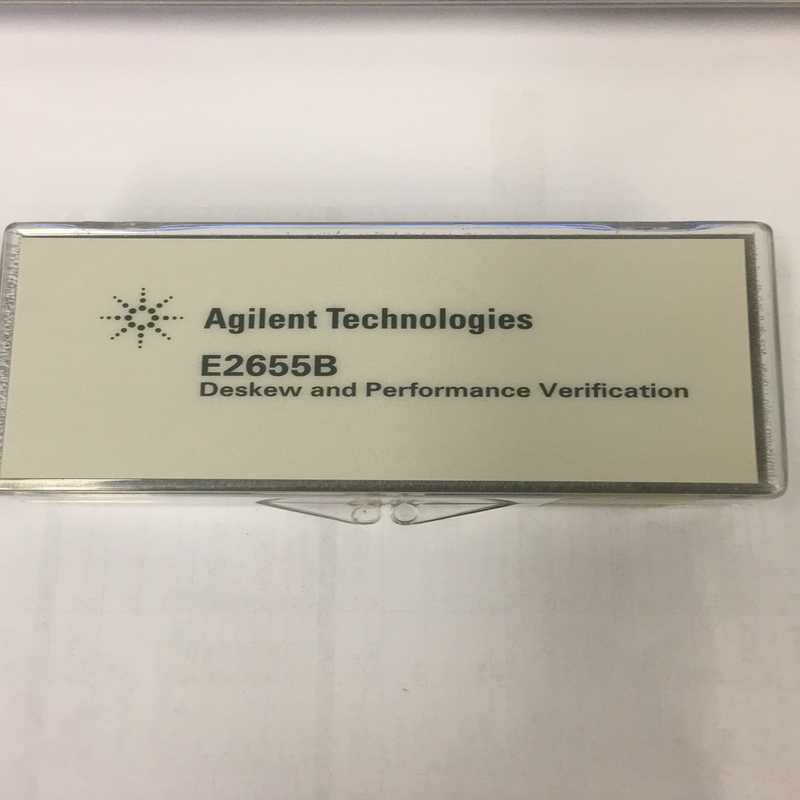 Agilent Technologies
E2655B
Deskew and Performance Verification